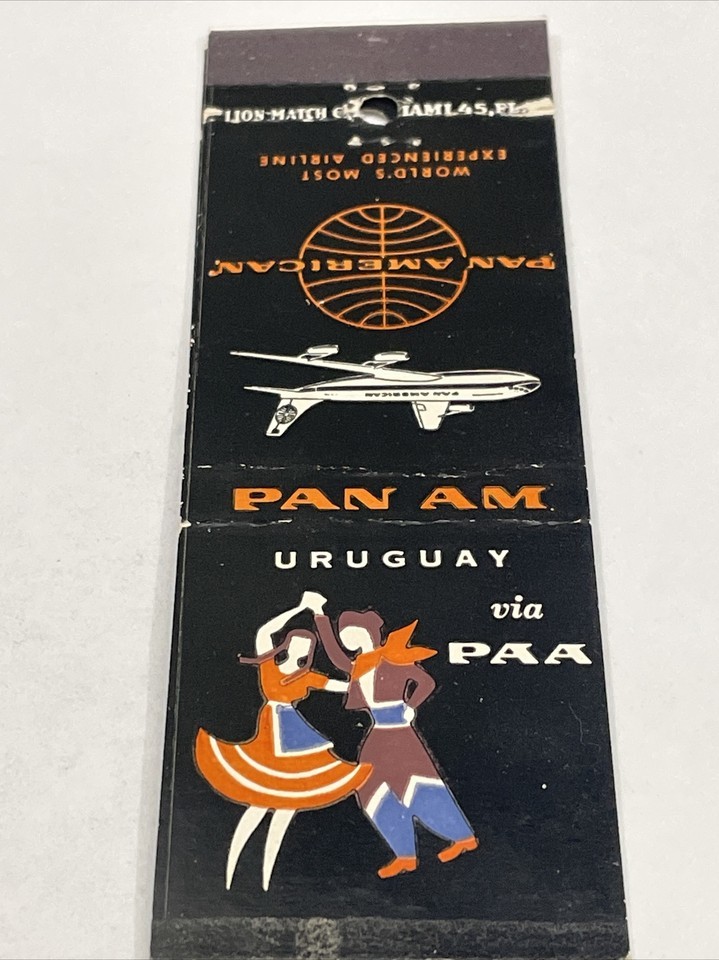 LION MATCH C
IAMI 45, FL
WORLD'S MOST
EXPERIENCED AIRLINE
PAN AMERICAN
PAN AMERICAN
PAN AM
URUGUAY
via
PAA